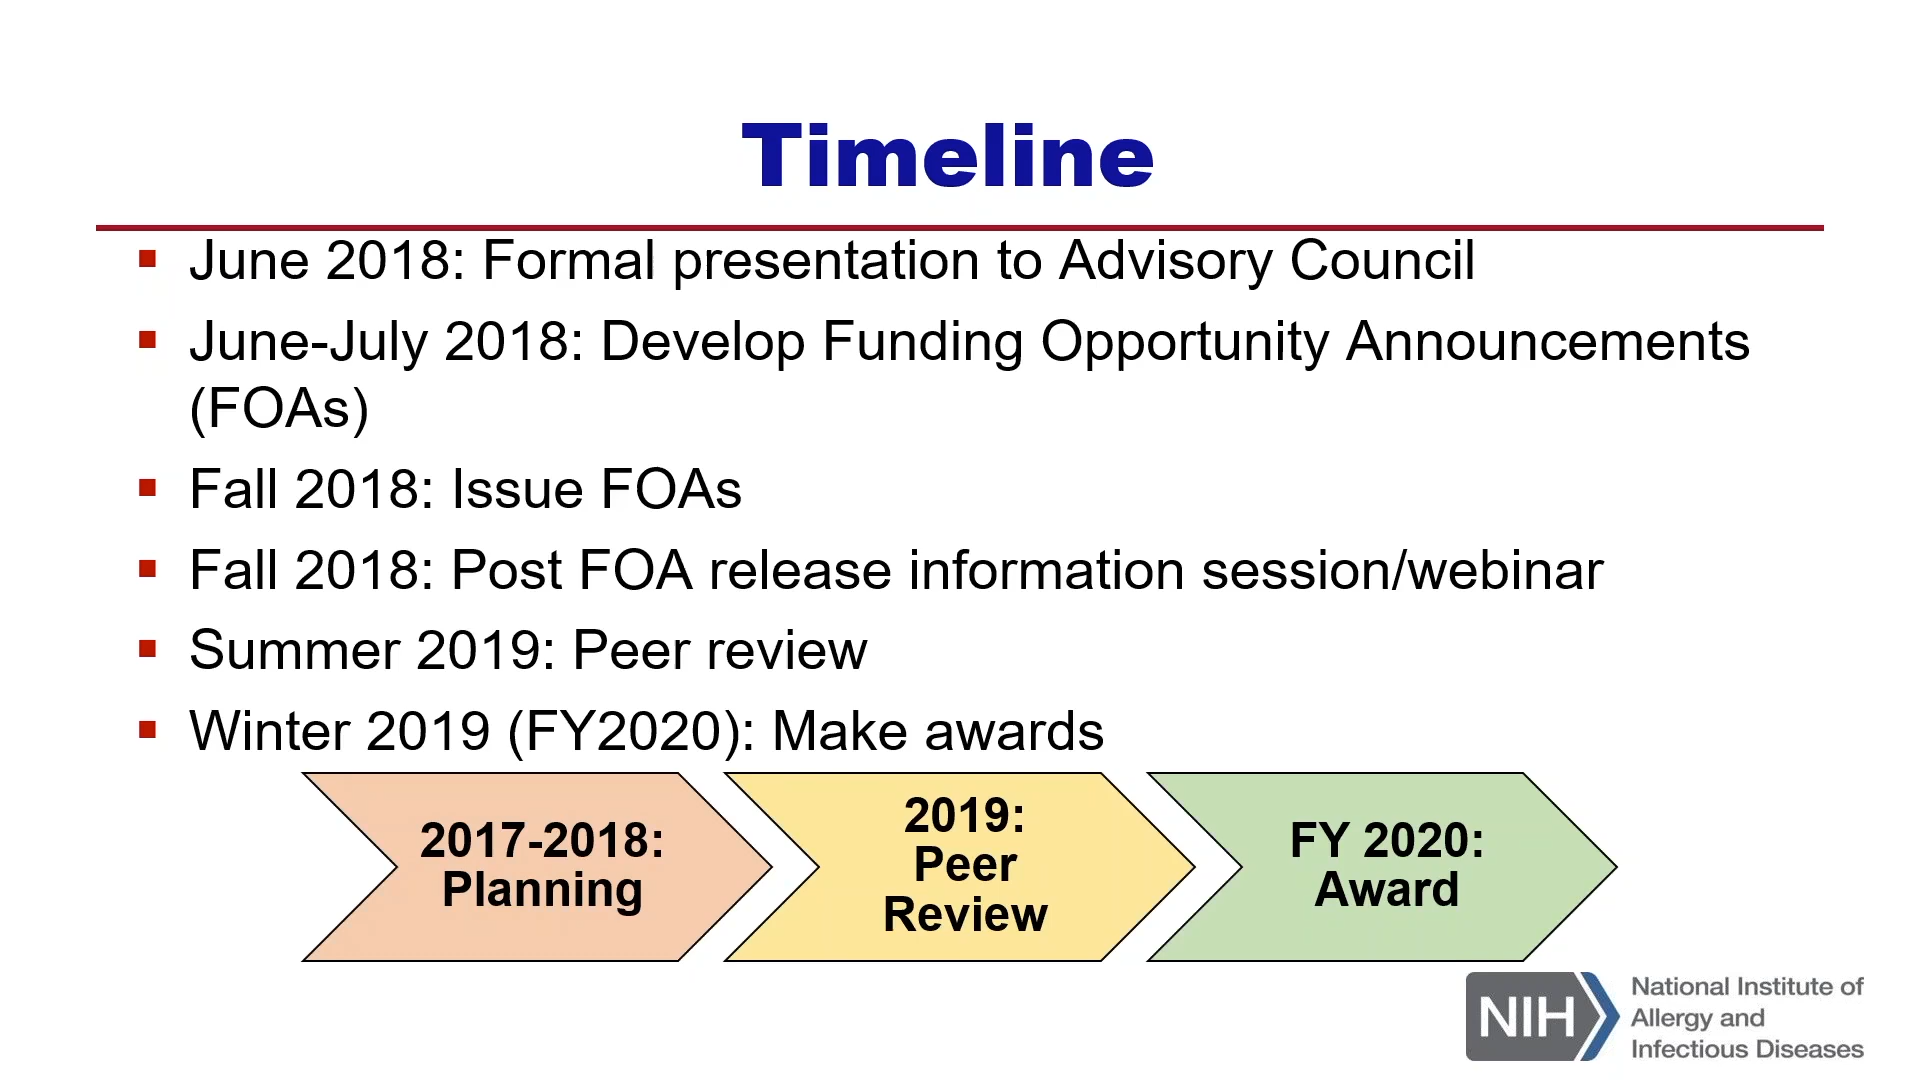 Timeline
June 2018: Formal presentation to Advisory Council
June-July 2018: Develop Funding Opportunity Announcements
(FOAs)
Fall 2018: Issue FOAs
Fall 2018: Post FOA release information session/webinar
Summer 2019: Peer review
Winter 2019 (FY2020): Make awards
2017-2018:
Planning
2019:
Peer
Review
FY 2020:
Award
NIH
National Institute of
Allergy and
Infectious Diseases